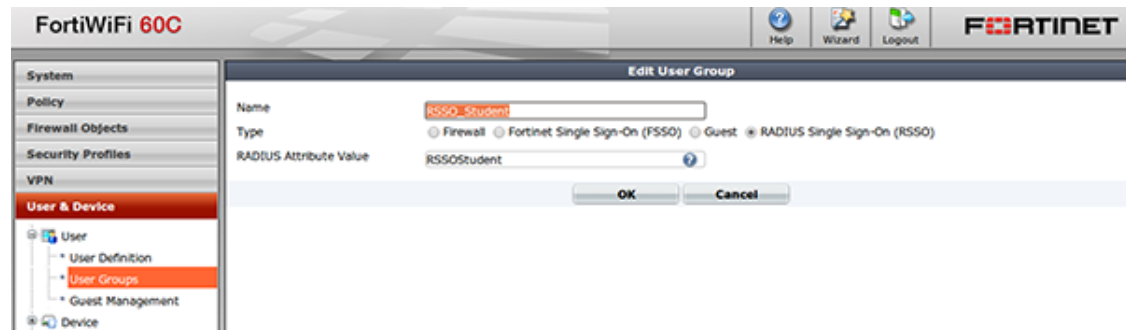 FortiWiFi 60C
Help Wizard Logout
FORTINET
System
Policy
Firewall Objects
Security Profiles
VPN
User & Device
User
User Definition
User Groups
Guest Management
Device
Edit User Group
Name RSSO_Student
Type Firewall Fortinet Single Sign-On (FSSO) Guest RADIUS Single Sign-On (RSSO)
RADIUS Attribute Value RSSOStudent
OK Cancel